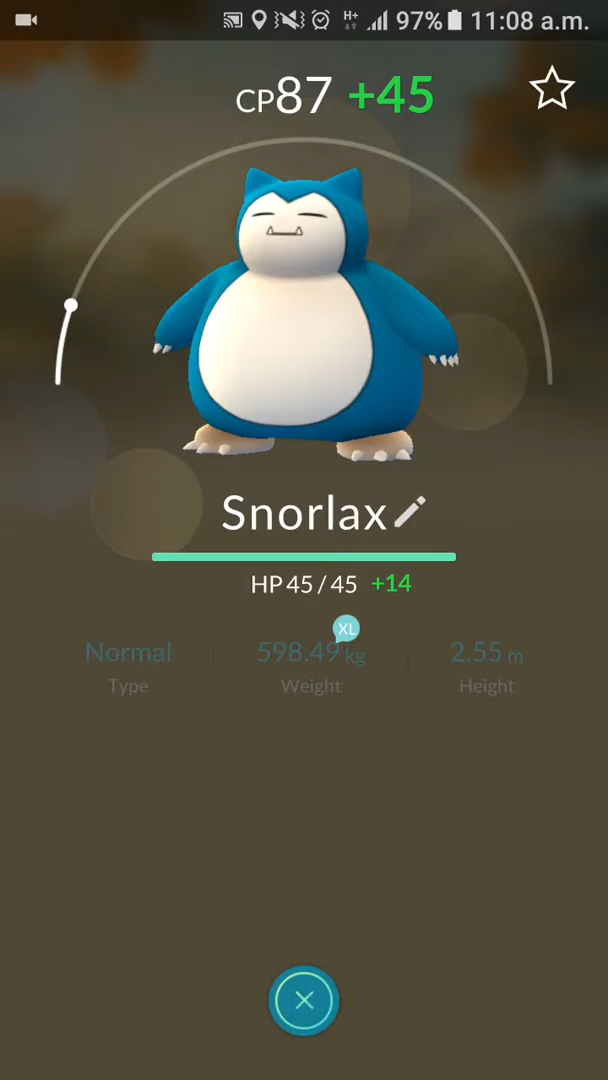 H+ 97% 11:08 a.m.
CP87 +45
Snorlax
HP 45 / 45 +14
XL
Normal 598.49 kg 2.55 m
Type Weight Height